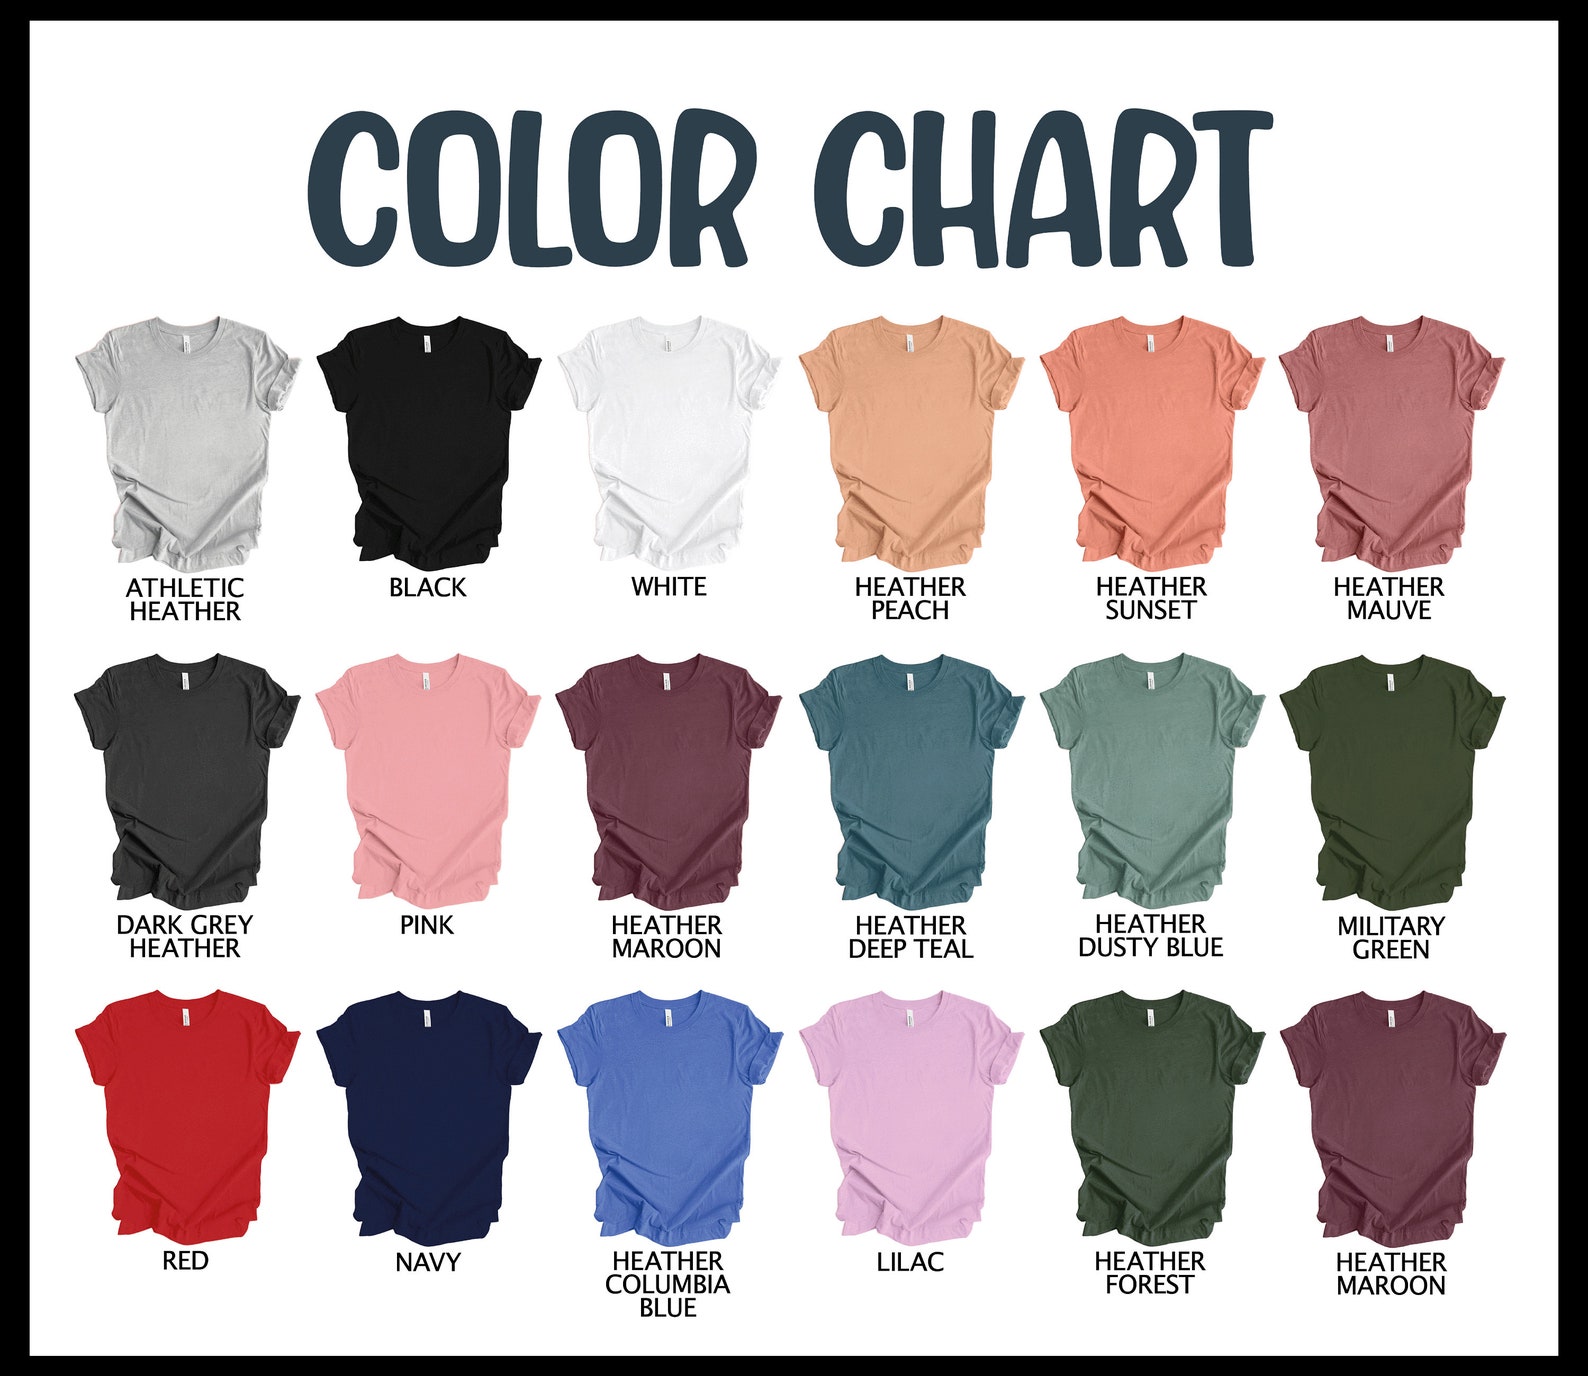 COLOR CHART
ATHLETIC
HEATHER
BLACK
WHITE
HEATHER
PEACH
HEATHER
SUNSET
HEATHER
MAUVE
DARK GREY
HEATHER
PINK
HEATHER
MAROON
HEATHER
DEEP TEAL
HEATHER
DUSTY BLUE
MILITARY
GREEN
RED
NAVY
HEATHER
COLUMBIA
BLUE
LILAC
HEATHER
FOREST
HEATHER
MAROON